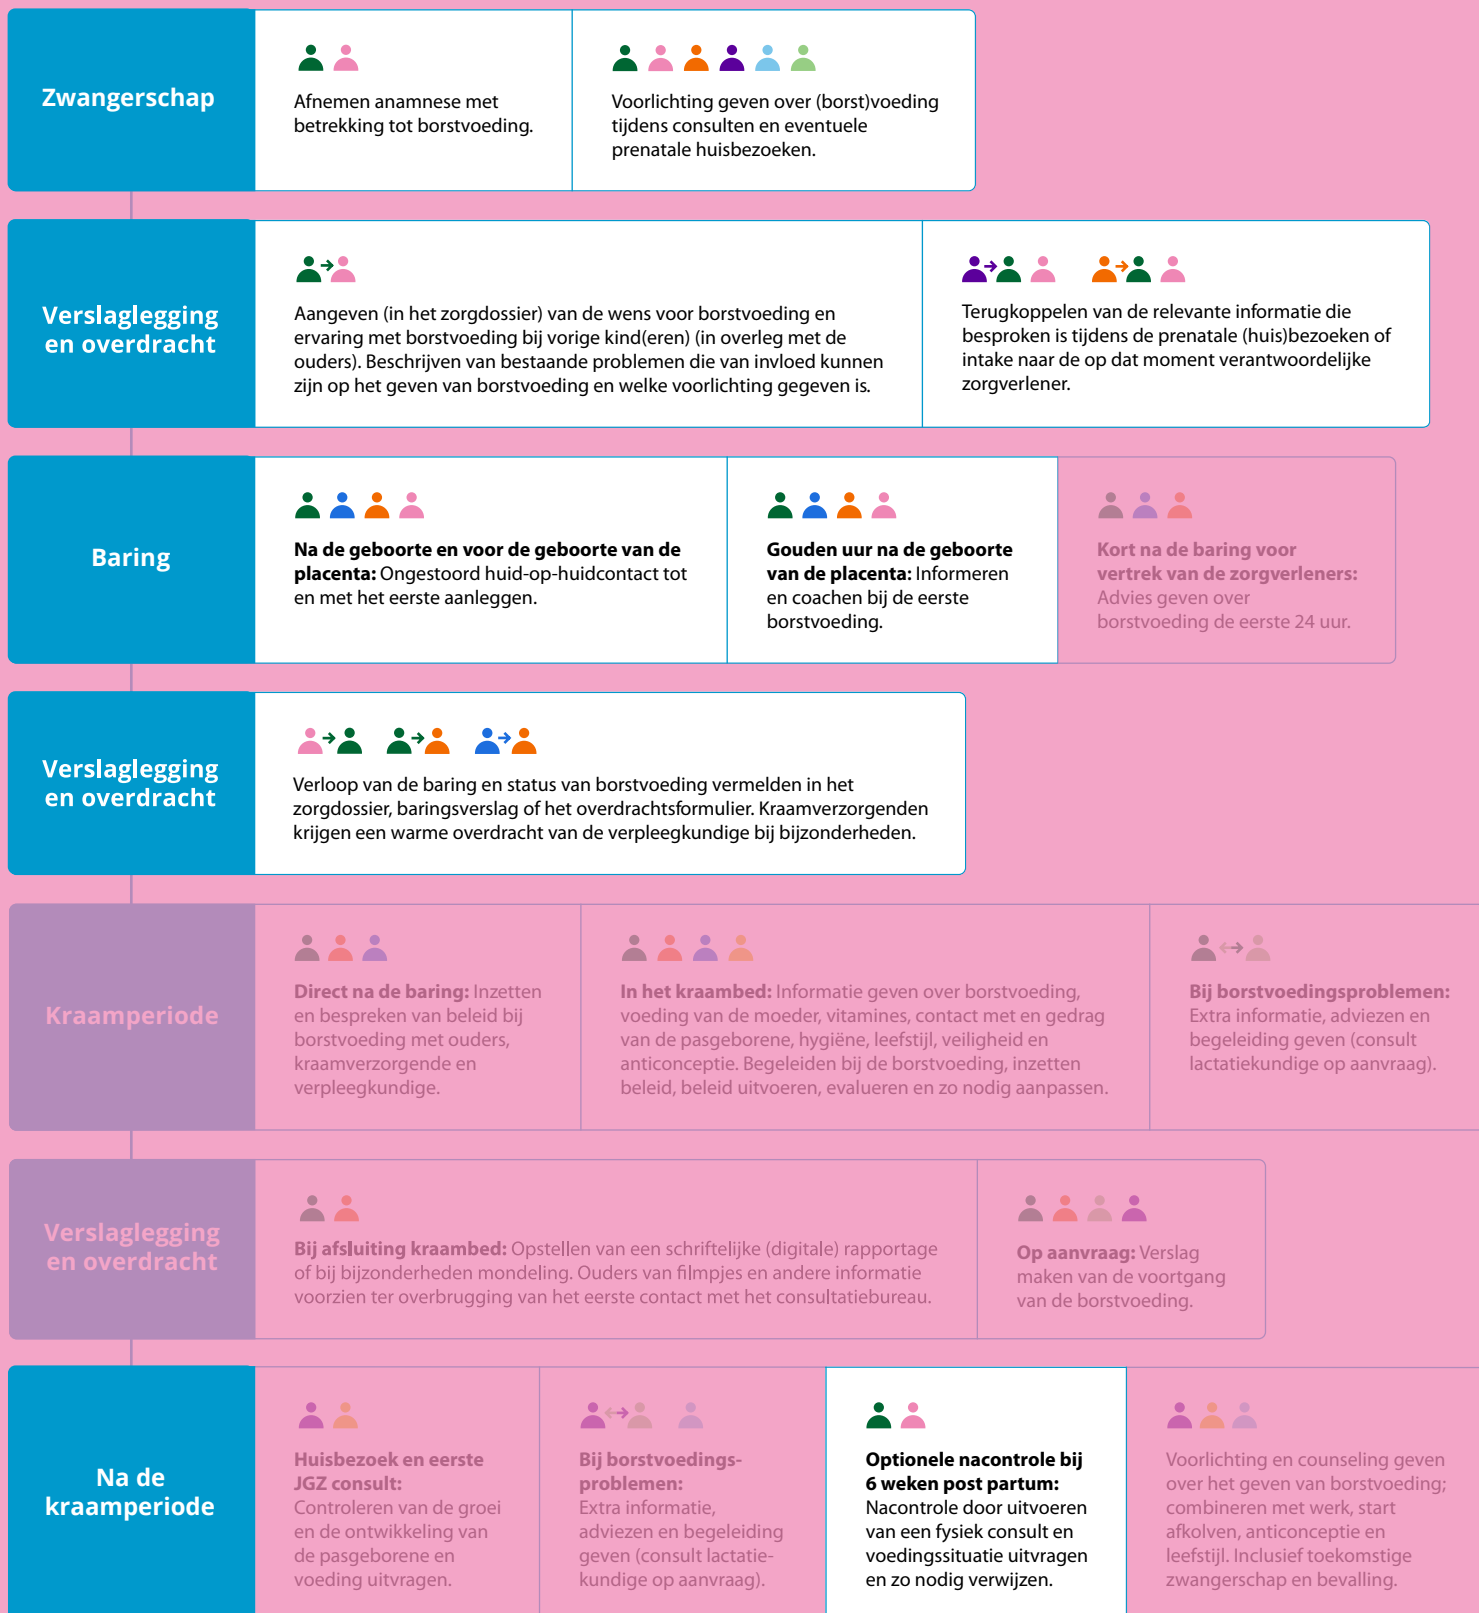 Zwangerschap
Afnemen anamnese met
betrekking tot borstvoeding.
Voorlichting geven over (borst)voeding
tijdens consulten en eventuele
prenatale huisbezoeken.
Verslaglegging
en overdracht
Aangeven (in het zorgdossier) van de wens voor borstvoeding en
ervaring met borstvoeding bij vorige kind(eren) (in overleg met de
ouders). Beschrijven van bestaande problemen die van invloed kunnen
zijn op het geven van borstvoeding en welke voorlichting gegeven is.
Terugkoppelen van de relevante informatie die
besproken is tijdens de prenatale (huis)bezoeken of
intake naar de op dat moment verantwoordelijke
zorgverlener.
Baring
Na de geboorte en voor de geboorte van de
placenta: Ongestoord huid-op-huidcontact tot
en met het eerste aanleggen.
Gouden uur na de geboorte
van de placenta: Informeren
en coachen bij de eerste
borstvoeding.
Kort na de baring voor
vertrek van de zorgverleners:
Advies geven over
borstvoeding de eerste 24 uur.
Verslaglegging
en overdracht
Verloop van de baring en status van borstvoeding vermelden in het
zorgdossier, baringsverslag of het overdrachtsformulier. Kraamverzorgenden
krijgen een warme overdracht van de verpleegkundige bij bijzonderheden.
Kraamperiode
Direct na de baring: Inzetten
en bespreken van beleid bij
borstvoeding met ouders,
kraamverzorgende en
verpleegkundige.
In het kraambed: Informatie geven over borstvoeding,
voeding van de moeder, vitamines, contact met en gedrag
van de pasgeborene, hygiëne, leefstijl, veiligheid en
anticonceptie. Begeleiden bij de borstvoeding, inzetten
beleid, beleid uitvoeren, evalueren en zo nodig aanpassen.
Bij borstvoedingsproblemen:
Extra informatie, adviezen en
begeleiding geven (consult
lactatiekundige op aanvraag).
Verslaglegging
en overdracht
Bij afsluiting kraambed: Opstellen van een schriftelijke (digitale) rapportage
of bij bijzonderheden mondeling. Ouders van filmpjes en andere informatie
voorzien ter overbrugging van het eerste contact met het consultatiebureau.
Op aanvraag: Verslag
maken van de voortgang
van de borstvoeding.
Na de
kraamperiode
Huisbezoek en eerste
JGZ consult:
Controleren van de groei
en de ontwikkeling van
de pasgeborene en
voeding uitvragen.
Bij borstvoedings-
problemen:
Extra informatie,
adviezen en begeleiding
geven (consult lactatie-
kundige op aanvraag).
Optionele nacontrole bij
6 weken post partum:
Nacontrole door uitvoeren
van een fysiek consult en
voedingssituatie uitvragen
en zo nodig verwijzen.
Voorlichting en counseling geven
over het geven van borstvoeding;
combineren met werk, start
afkolven, anticonceptie en
leefstijl. Inclusief toekomstige
zwangerschap en bevalling.